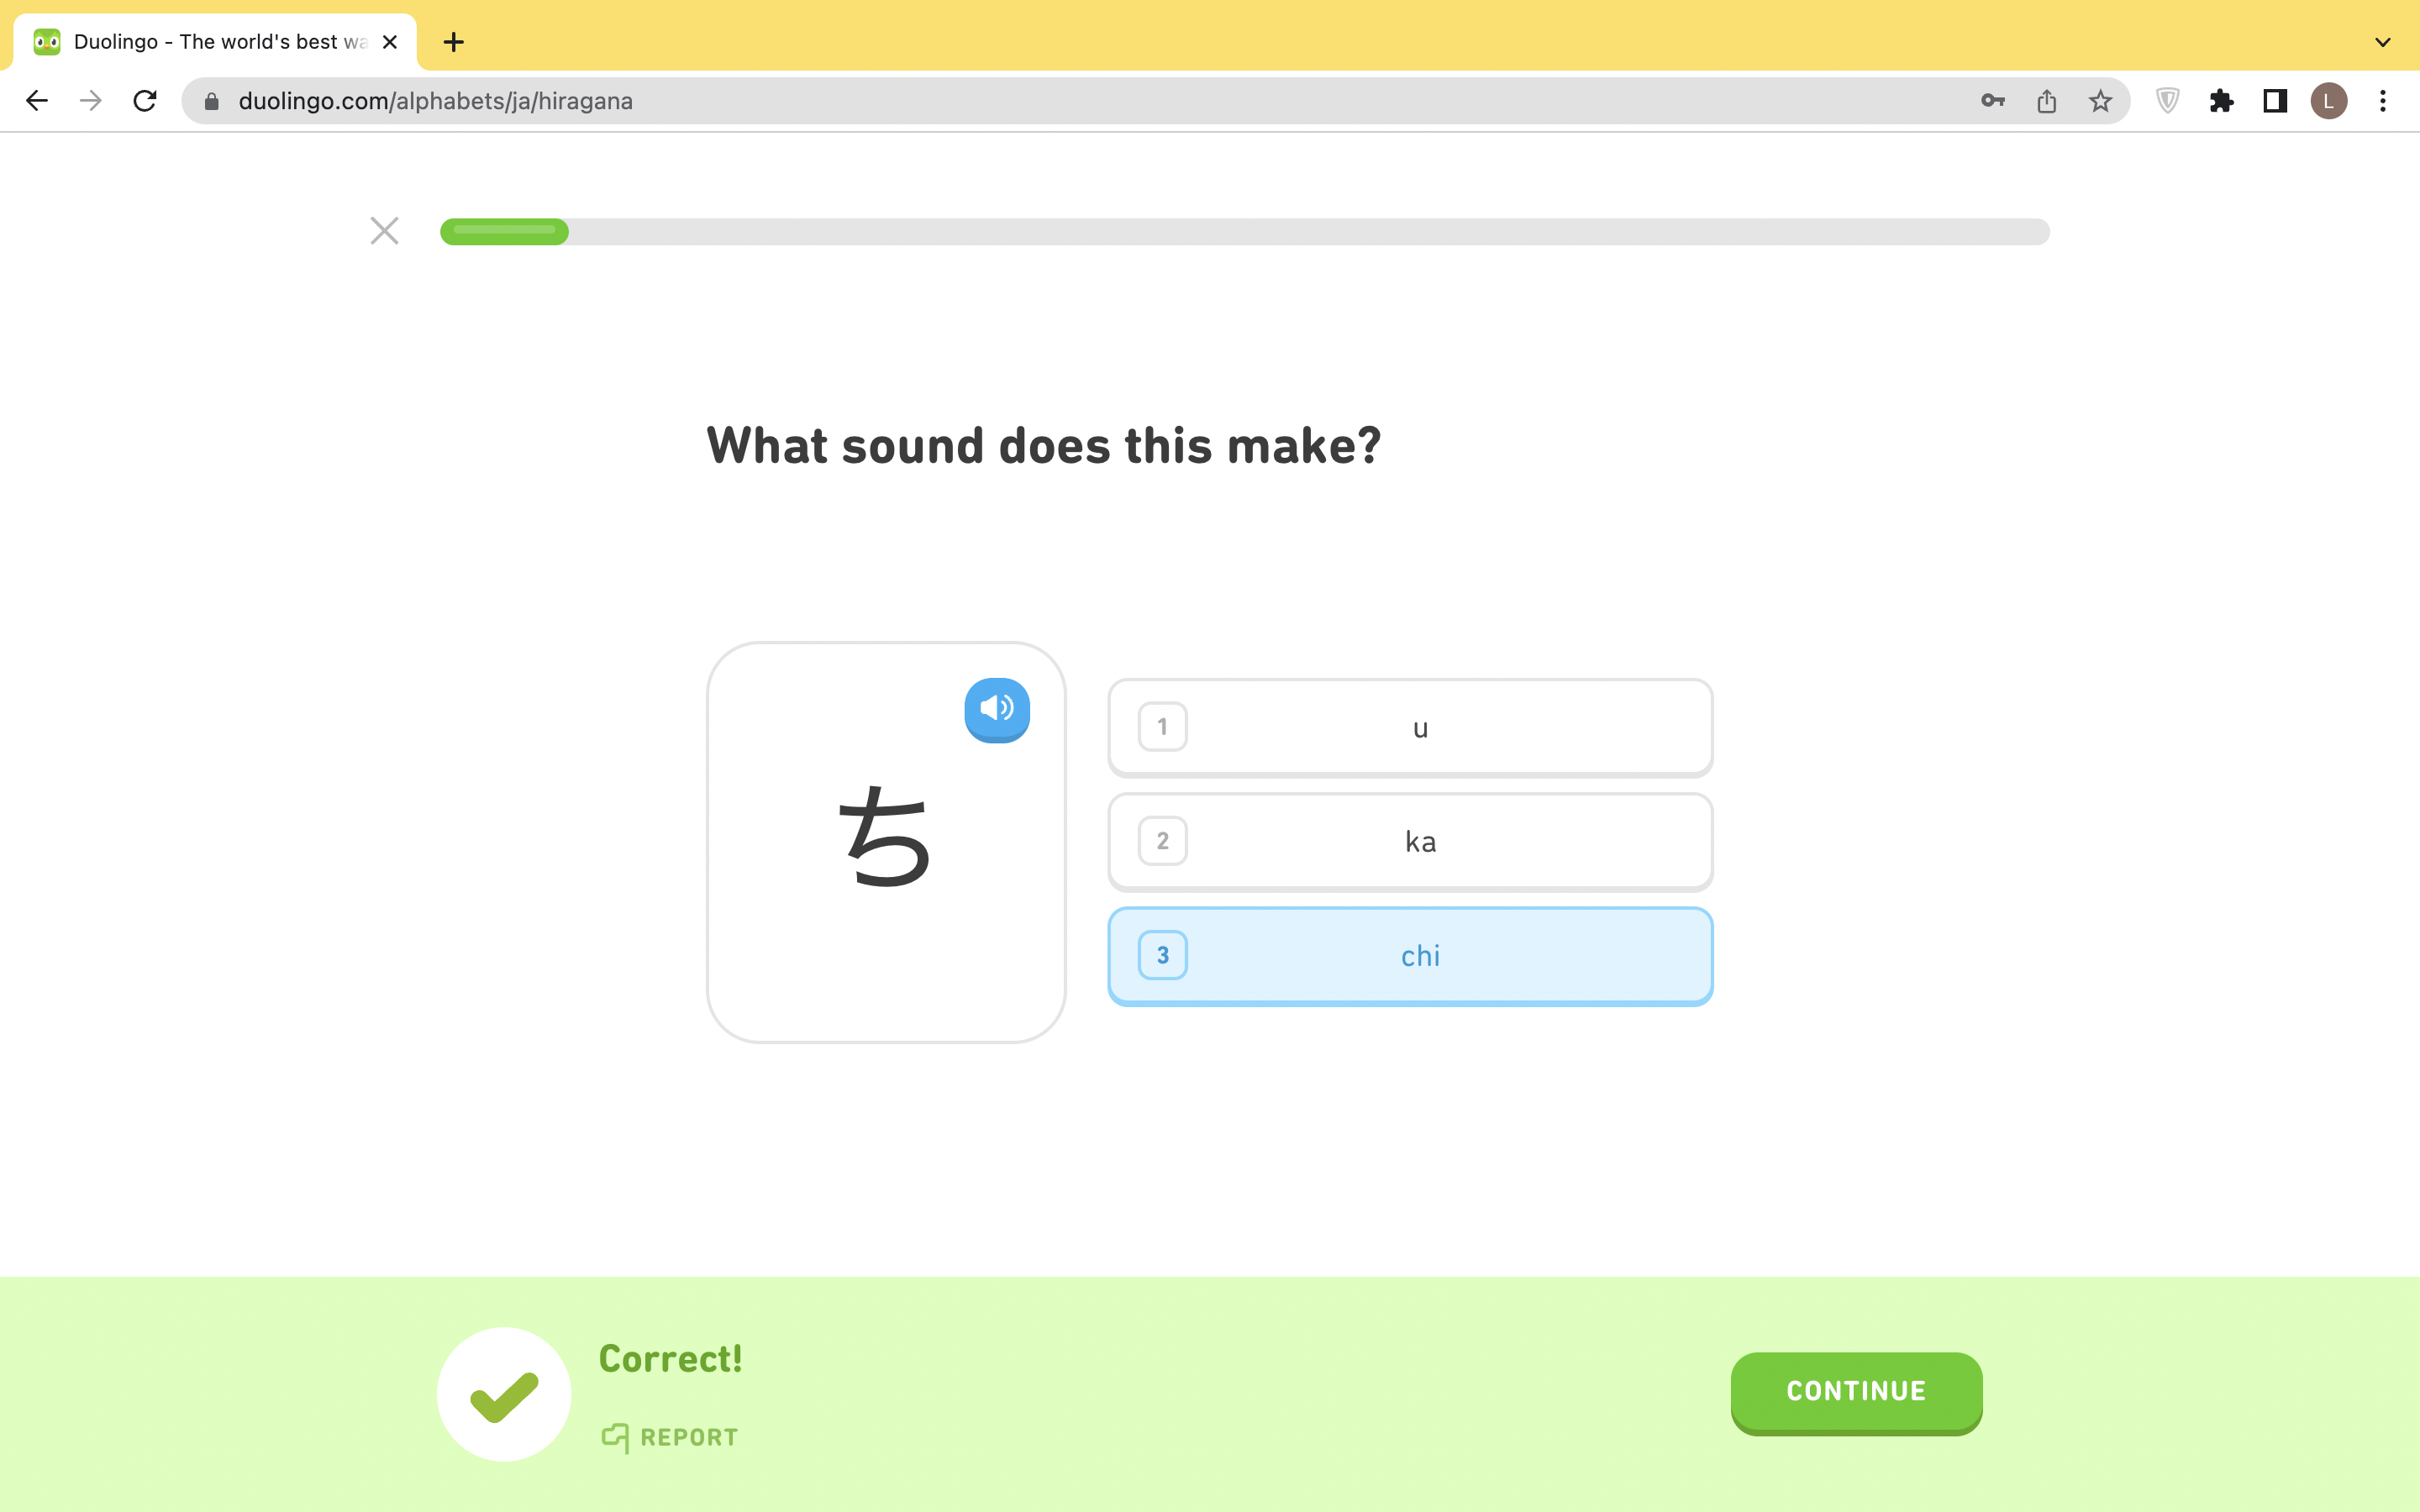 Duolingo - The world's best wa
duolingo.com/alphabets/ja/hiragana
L
What sound does this make?
ち
1 u
2 ka
3 chi
Correct!
REPORT
CONTINUE